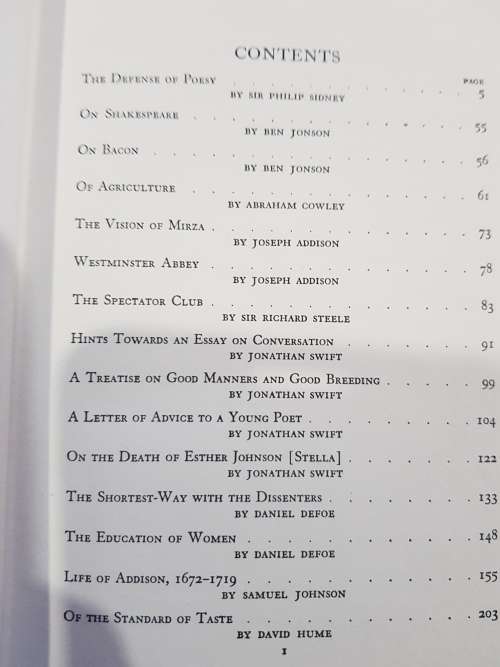 CONTENTS
PAGE
THE DEFENSE OF POESY . . . . . . . . . . . 5
BY SIR PHILIP SIDNEY
ON SHAKESPEARE . . . . . . . . . . . . 55
BY BEN JONSON
ON BACON . . . . . . . . . . . . . . 56
BY BEN JONSON
OF AGRICULTURE . . . . . . . . . . . . 61
BY ABRAHAM COWLEY
THE VISION OF MIRZA . . . . . . . . . . . 73
BY JOSEPH ADDISON
WESTMINSTER ABBEY . . . . . . . . . . . 78
BY JOSEPH ADDISON
THE SPECTATOR CLUB . . . . . . . . . . . 83
BY SIR RICHARD STEELE
HINTS TOWARDS AN ESSAY ON CONVERSATION . . . . . . 91
BY JONATHAN SWIFT
A TREATISE ON GOOD MANNERS AND GOOD BREEDING . . . . . 99
BY JONATHAN SWIFT
A LETTER OF ADVICE TO A YOUNG POET . . . . . . . 104
BY JONATHAN SWIFT
ON THE DEATH OF ESTHER JOHNSON [STELLA] . . . . . . 122
BY JONATHAN SWIFT
THE SHORTEST-WAY WITH THE DISSENTERS . . . . . . . 133
BY DANIEL DEFOE
THE EDUCATION OF WOMEN . . . . . . . . . . 148
BY DANIEL DEFOE
LIFE OF ADDISON, 1672–1719 . . . . . . . . . . 155
BY SAMUEL JOHNSON
OF THE STANDARD OF TASTE . . . . . . . . . . 203
BY DAVID HUME
1